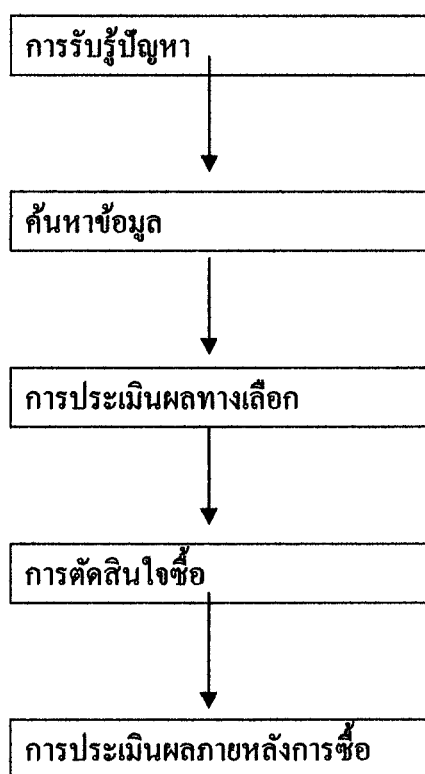 การรับรู้ปัญหา
ค้นหาข้อมูล
การประเมินผลทางเลือก
การตัดสินใจซื้อ
การประเมินผลภายหลังการซื้อ